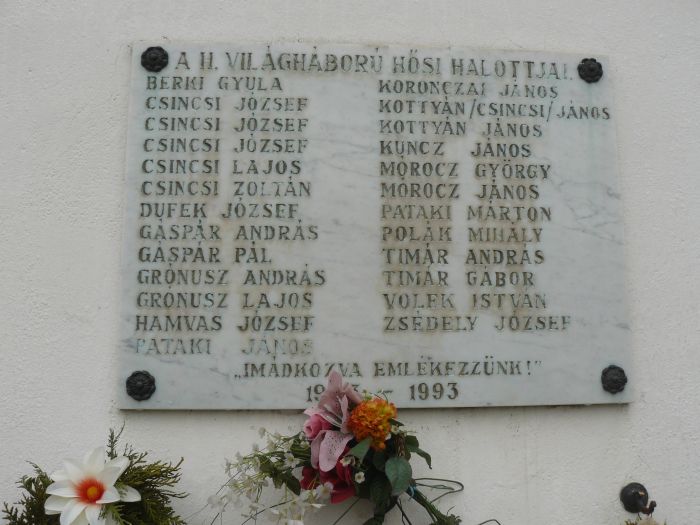 A II. VILÁGHÁBORÚ HŐSI HALOTTJAI.
BERKI GYULA
CSINCSI JÓZSEF
CSINCSI JÓZSEF
CSINCSI JÓZSEF
CSINCSI LAJOS
CSINCSI ZOLTÁN
DUFEK JÓZSEF
GÁSPÁR ANDRÁS
GÁSPÁR PÁL
GRÓNUSZ ANDRÁS
GRÓNUSZ LAJOS
HAMVAS JÓZSEF
PATAKI JÁNOS
KORONCZAI JÁNOS
KOTTYÁN/CSINCSI/JÁNOS
KOTTYÁN JÁNOS
KUNCZ JÁNOS
MÓROCZ GYÖRGY
MÓROCZ JÁNOS
PATAKI MÁRTON
POLÁK MIHÁLY
TIMÁR ANDRÁS
TIMÁR GÁBOR
VOLEK ISTVÁN
ZSÉDELY JÓZSEF
„IMÁDKOZVA EMLÉKEZZÜNK!"
– 1993